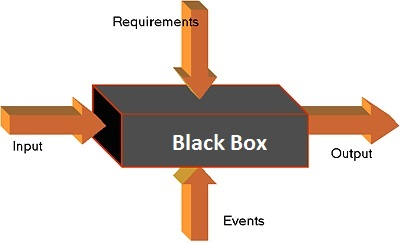 Requirements
Black Box
Input
Output
Events